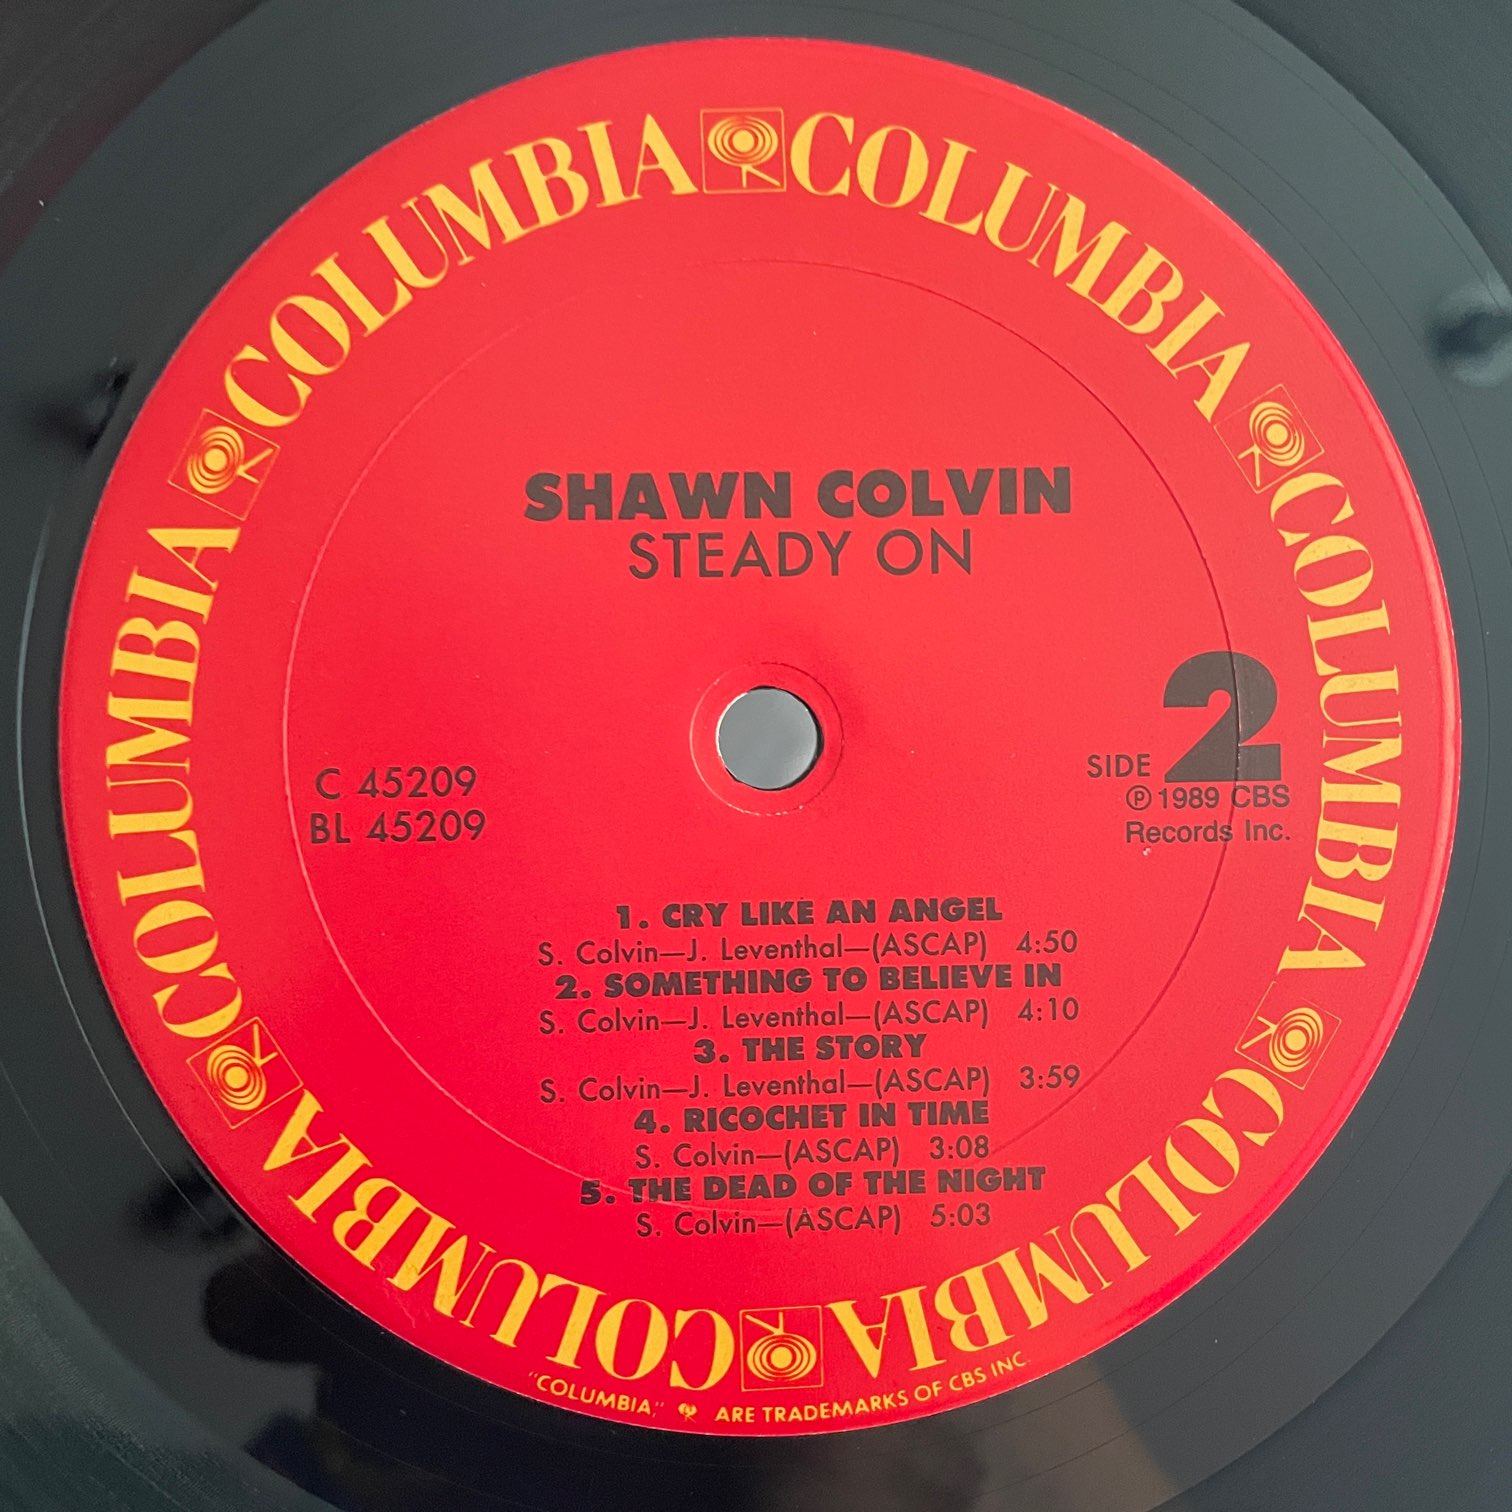 COLUMBIA COLUMBIA COLUMBIA COLUMBIA COLUMBIA COLUMBIA
SHAWN COLVIN
STEADY ON
C 45209
BL 45209
SIDE 2
Ⓟ 1989 CBS
Records Inc.
1. CRY LIKE AN ANGEL
S. Colvin—J. Leventhal—(ASCAP) 4:50
2. SOMETHING TO BELIEVE IN
S. Colvin—J. Leventhal—(ASCAP) 4:10
3. THE STORY
S. Colvin—J. Leventhal—(ASCAP) 3:59
4. RICOCHET IN TIME
S. Colvin—(ASCAP) 3:08
5. THE DEAD OF THE NIGHT
S. Colvin—(ASCAP) 5:03
"COLUMBIA," ARE TRADEMARKS OF CBS INC.